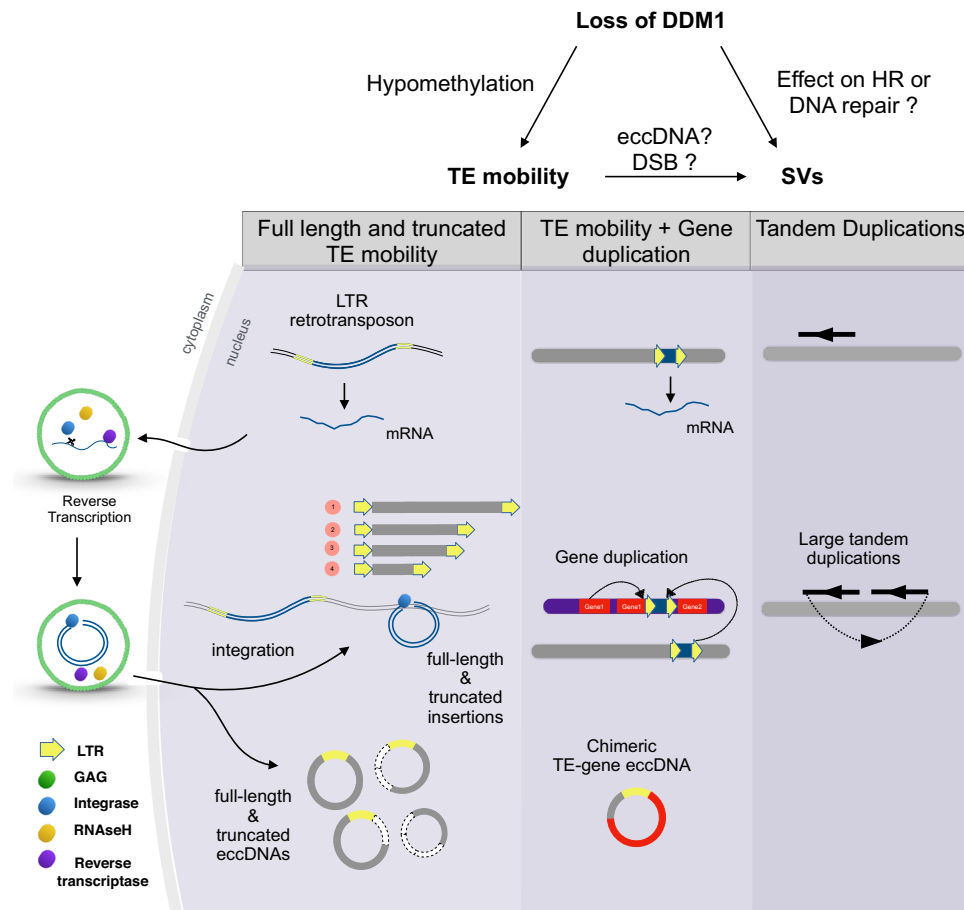 Loss of DDM1
Hypomethylation
Effect on HR or
DNA repair ?
eccDNA?
DSB ?
TE mobility
SVs
Full length and truncated
TE mobility
TE mobility + Gene
duplication
Tandem Duplications
cytoplasm
nucleus
LTR
retrotransposon
mRNA
mRNA
Reverse
Transcription
1
2
3
4
Gene duplication
Gene1
Gene1
Gene2
Large tandem
duplications
integration
full-length
&
truncated
insertions
LTR
GAG
Integrase
RNAseH
Reverse
transcriptase
full-length
&
truncated
eccDNAs
Chimeric
TE-gene eccDNA